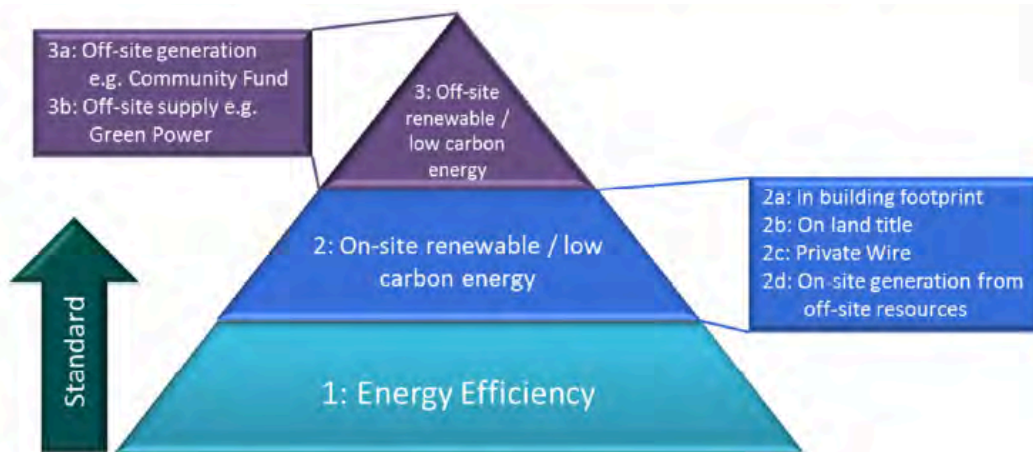 3a: Off-site generation
e.g. Community Fund
3b: Off-site supply e.g.
Green Power
3: Off-site
renewable /
low carbon
energy
2a: In building footprint
2b: On land title
2c: Private Wire
2d: On-site generation from
off-site resources
2: On-site renewable / low
carbon energy
1: Energy Efficiency
Standard